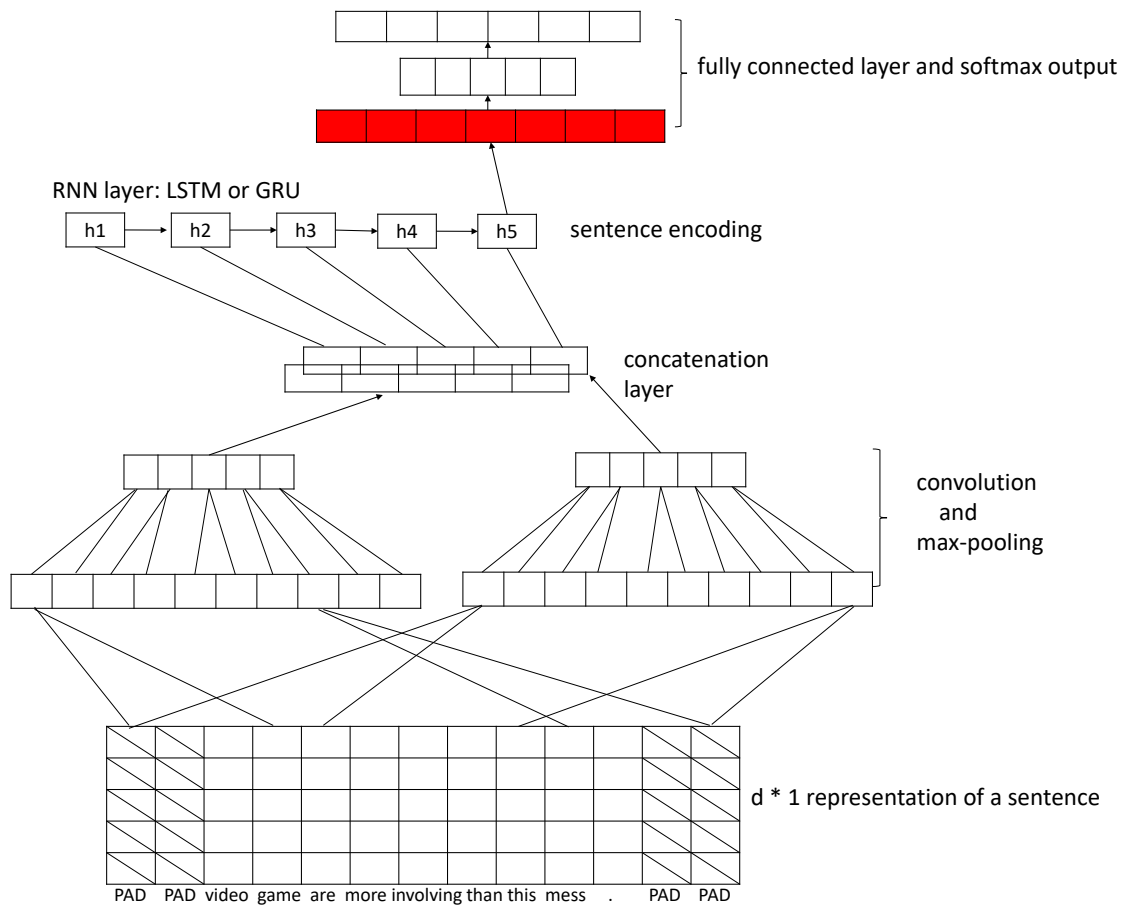 fully connected layer and softmax output
RNN layer: LSTM or GRU
h1 h2 h3 h4 h5
sentence encoding
concatenation
layer
convolution
and
max-pooling
d * 1 representation of a sentence
PAD PAD video game are more involving than this mess . PAD PAD